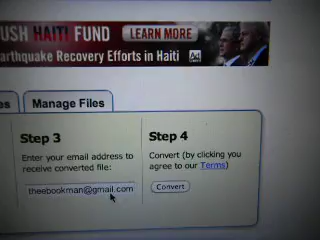 USH HAITI FUND LEARN MORE
arthquake Recovery Efforts in Haiti Ad
es Manage Files
Step 3
Enter your email address to
receive converted file:
theebookman@gmail.com
Step 4
Convert (by clicking you
agree to our Terms)
Convert